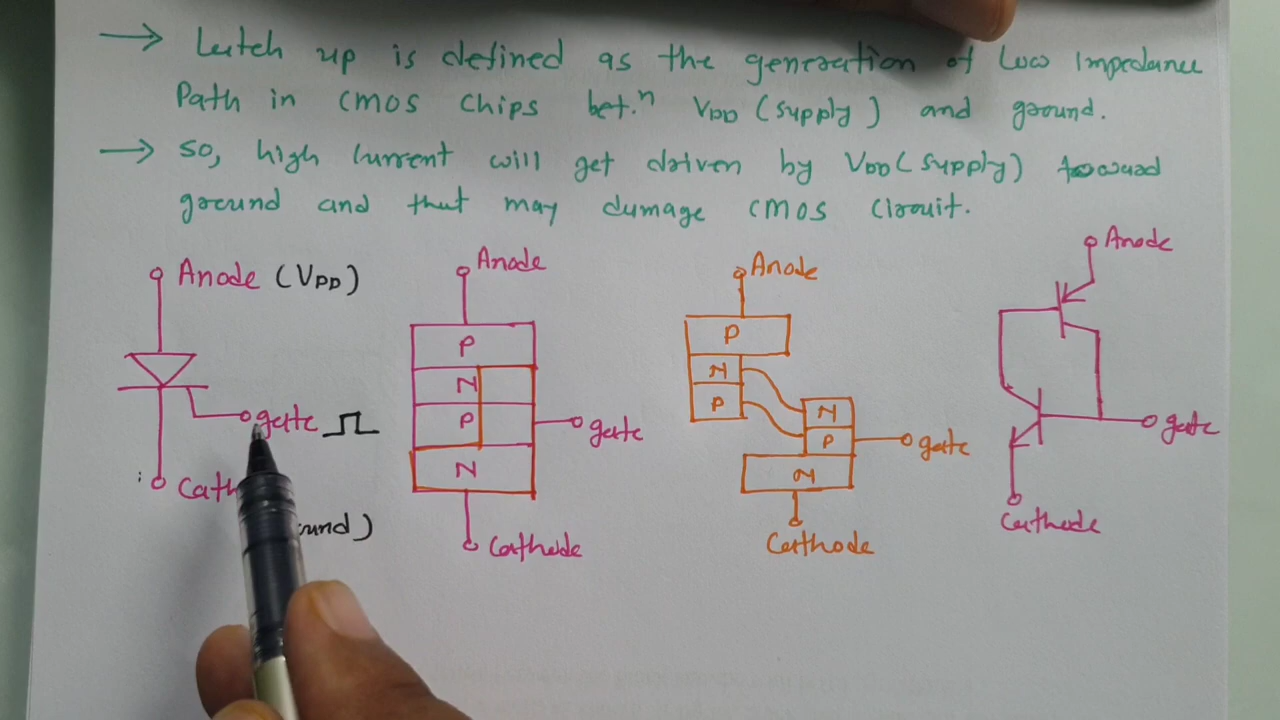 → Latch up is defined as the generation of Low Impedance
Path in CMOS Chips bet.n VDD (supply) and ground.
→ So, high Current will get driven by VDD (supply) toward
ground and that may damage CMOS Circuit.
Anode (VDD)
gate
und)
Anode
P
N
P
N
gate
Cathode
Anode
P
N
P
N
P
N
gate
Cathode
Anode
gate
Cathode